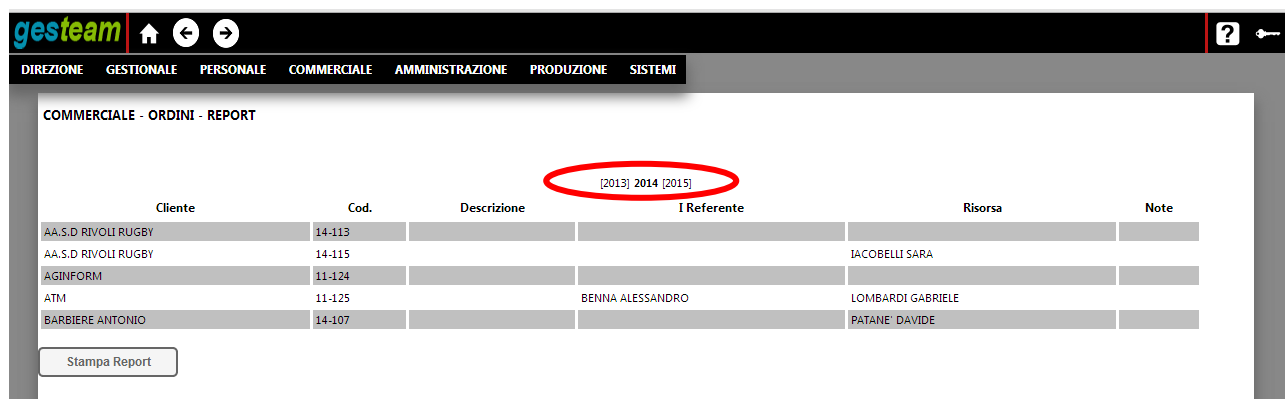 gesteam
?
DIREZIONE GESTIONALE PERSONALE COMMERCIALE AMMINISTRAZIONE PRODUZIONE SISTEMI
COMMERCIALE - ORDINI - REPORT
[2013] 2014 [2015]
Cliente Cod. Descrizione I Referente Risorsa Note
AA.S.D RIVOLI RUGBY 14-113
AA.S.D RIVOLI RUGBY 14-115 IACOBELLI SARA
AGINFORM 11-124
ATM 11-125 BENNA ALESSANDRO LOMBARDI GABRIELE
BARBIERE ANTONIO 14-107 PATANE' DAVIDE
Stampa Report